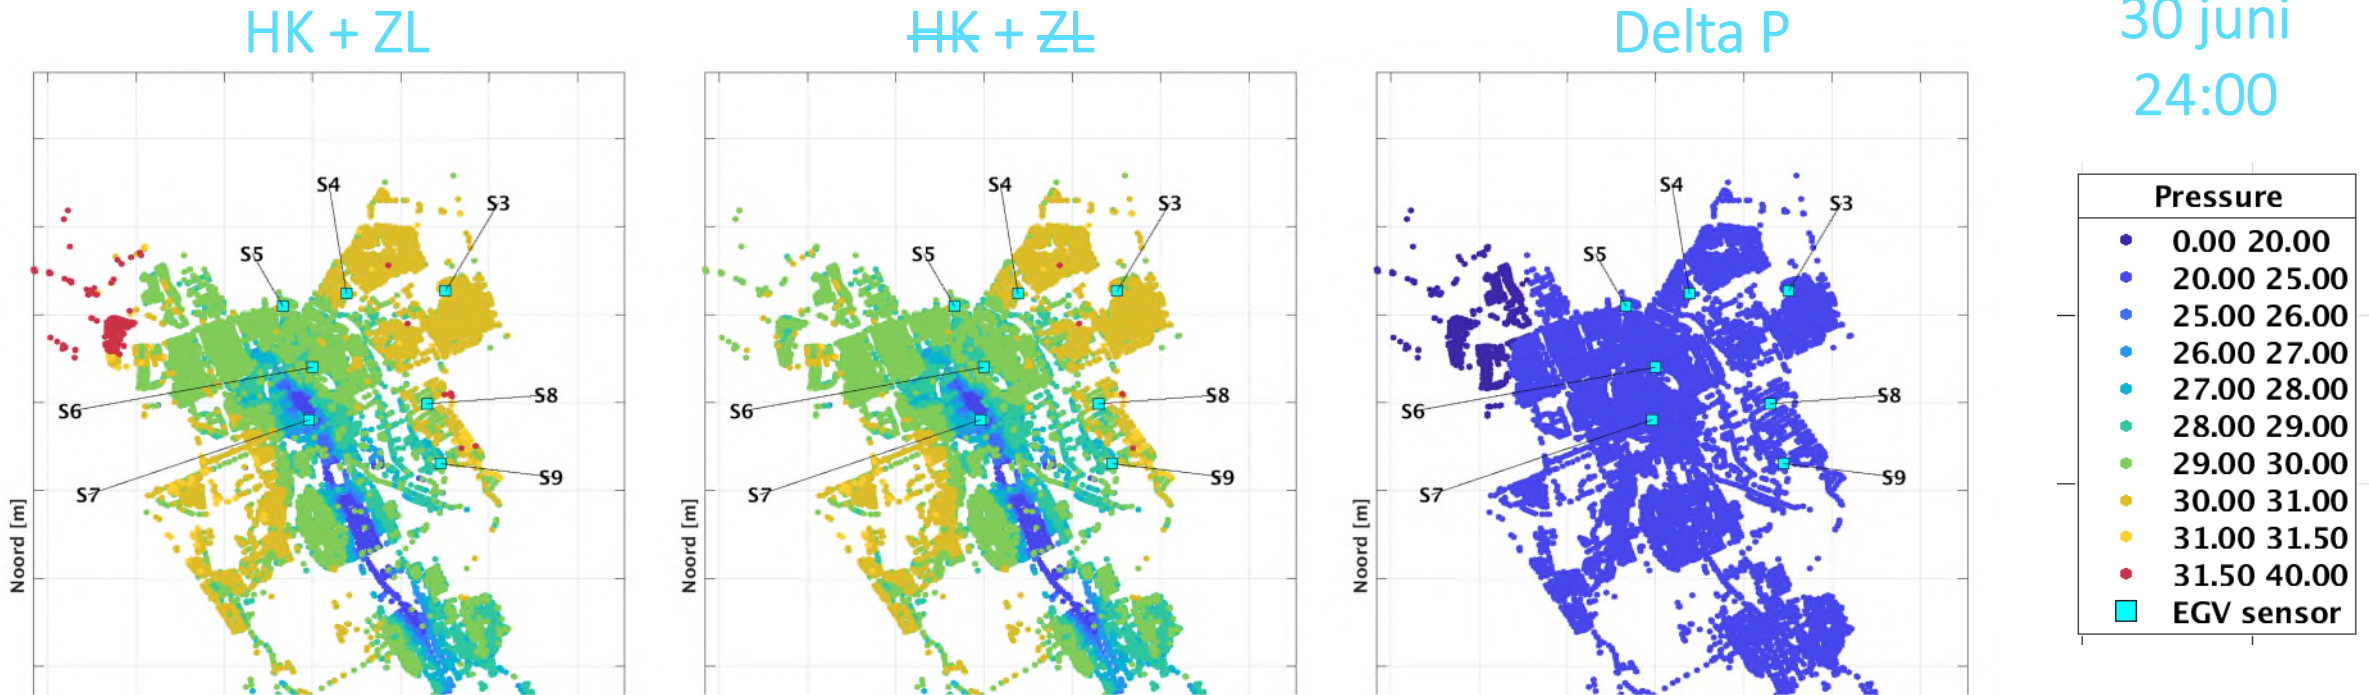 HK + ZL
HK + ZL
Delta P
30 juni
24:00
S4
S3
S5
S6
S8
S7
S9
Noord [m]
S4
S3
S5
S6
S8
S7
S9
Noord [m]
S4
S3
S5
S6
S8
S7
S9
Noord [m]
Pressure
0.00 20.00
20.00 25.00
25.00 26.00
26.00 27.00
27.00 28.00
28.00 29.00
29.00 30.00
30.00 31.00
31.00 31.50
31.50 40.00
EGV sensor